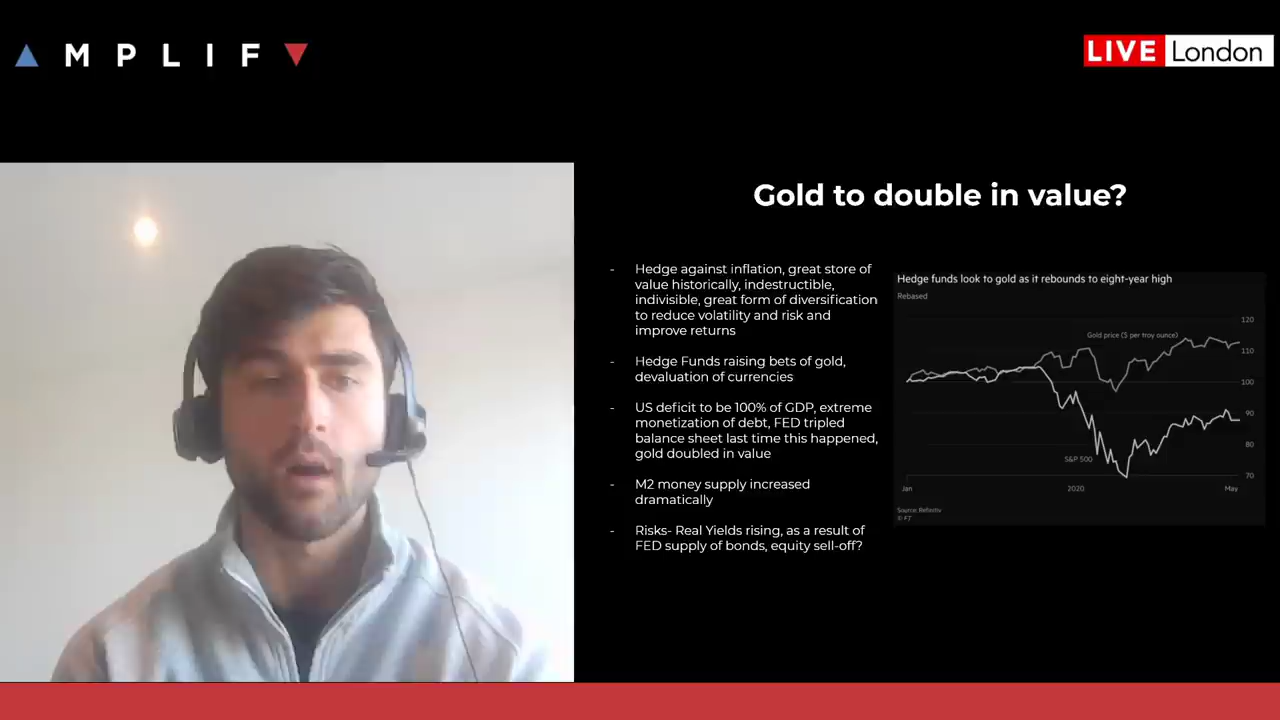 AMPLIFY
LIVE London
Gold to double in value?
- Hedge against inflation, great store of
value historically, indestructible,
indivisible, great form of diversification
to reduce volatility and risk and
improve returns
- Hedge Funds raising bets of gold,
devaluation of currencies
- US deficit to be 100% of GDP, extreme
monetization of debt, FED tripled
balance sheet last time this happened,
gold doubled in value
- M2 money supply increased
dramatically
- Risks- Real Yields rising, as a result of
FED supply of bonds, equity sell-off?
Hedge funds look to gold as it rebounds to eight-year high
Rebased
120
Gold price ($ per troy ounce)
110
100
90
80
S&P 500
70
Jan 2020 May
Source: Refinitiv
© FT